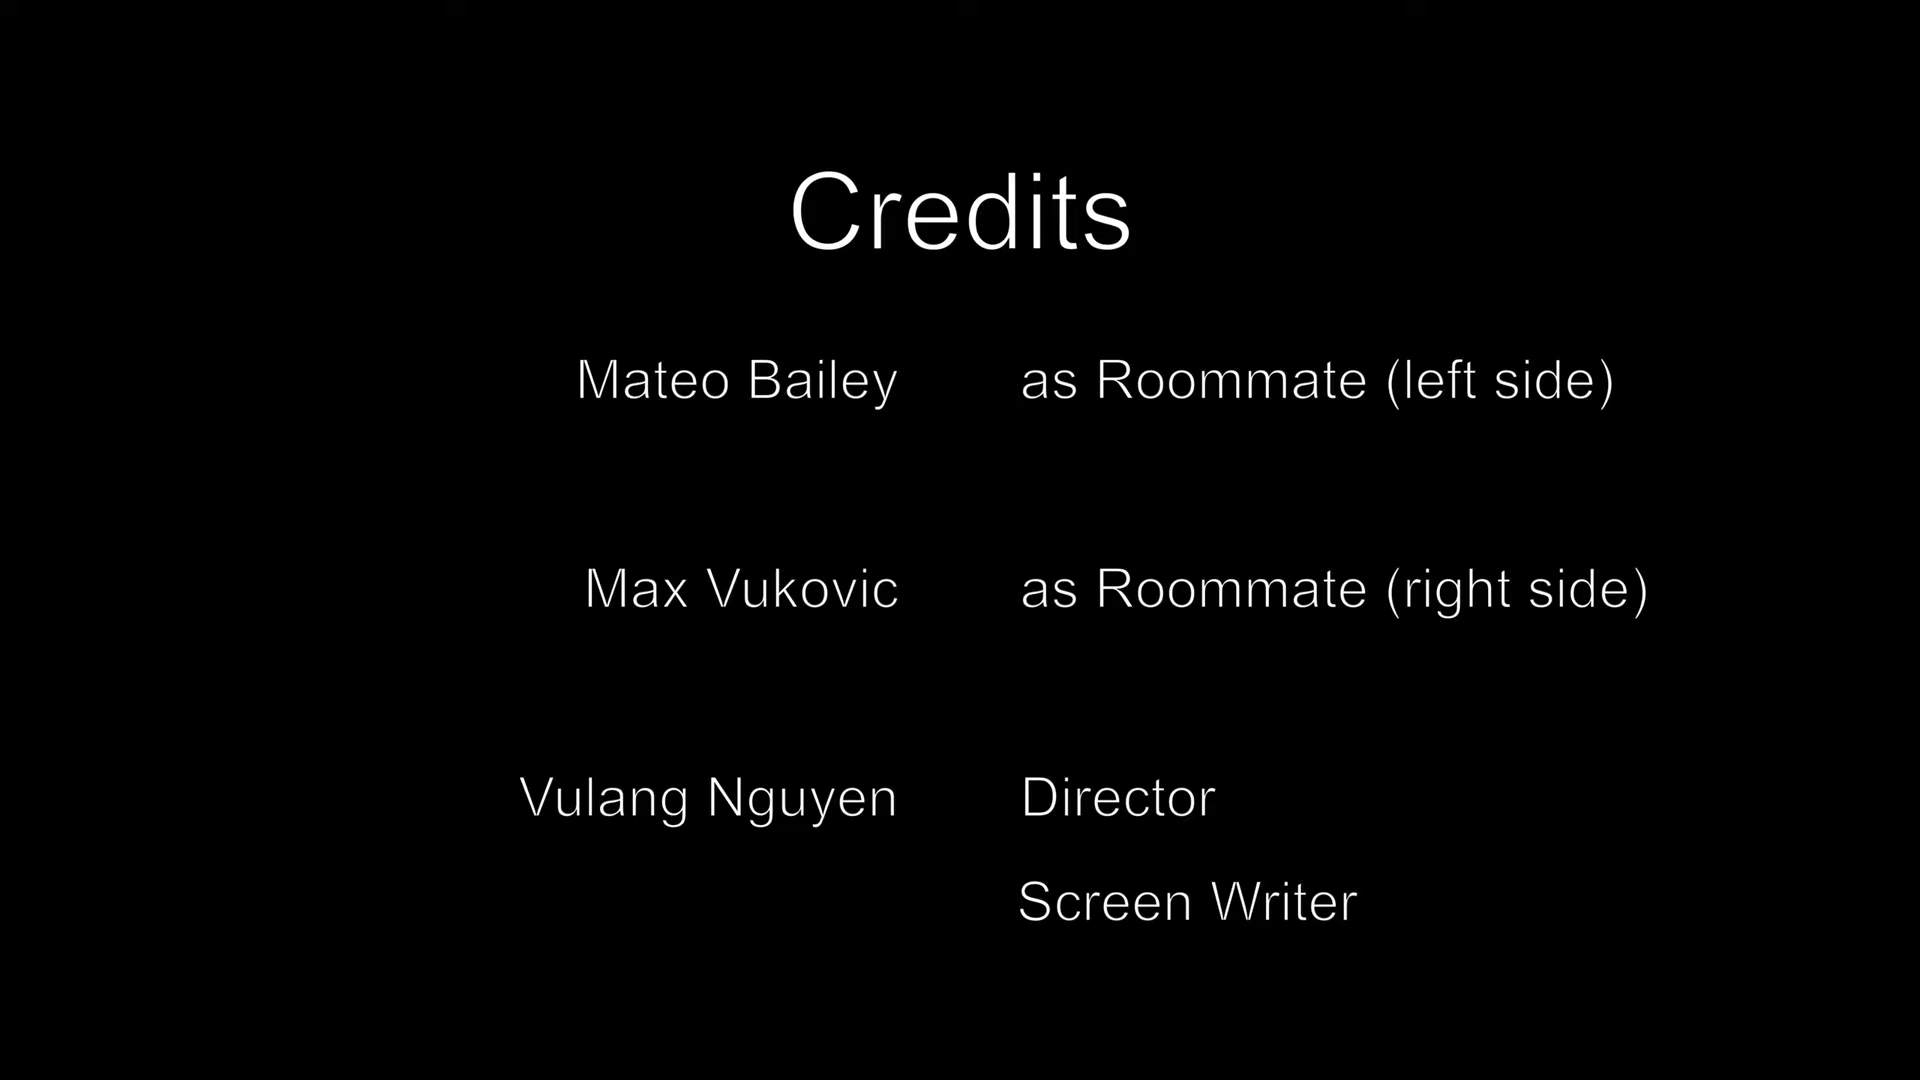 Credits
Mateo Bailey as Roommate (left side)
Max Vukovic as Roommate (right side)
Vulang Nguyen Director
Screen Writer